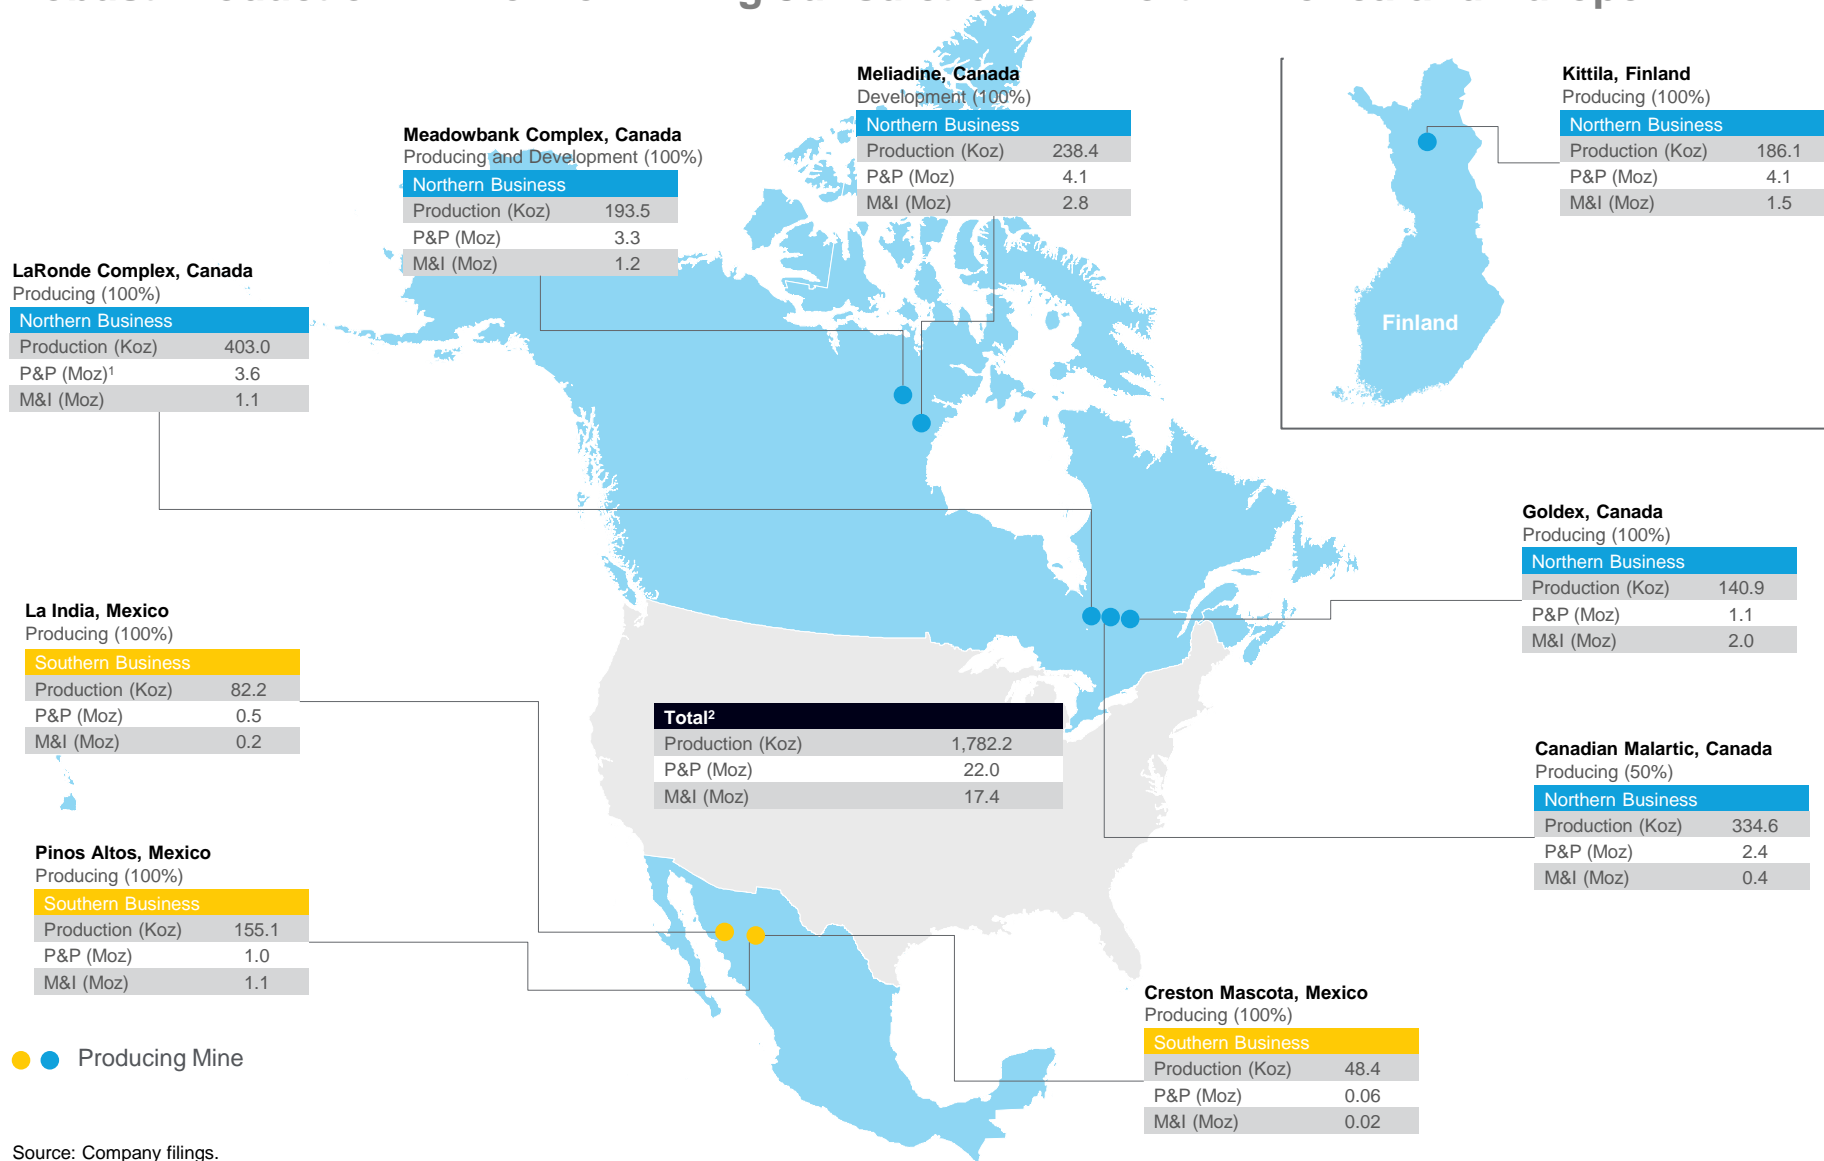 Meliadine, Canada
Development (100%)
Northern Business
Production (Koz) 238.4
P&P (Moz) 4.1
M&I (Moz) 2.8
Kittila, Finland
Producing (100%)
Northern Business
Production (Koz) 186.1
P&P (Moz) 4.1
M&I (Moz) 1.5
Finland
Meadowbank Complex, Canada
Producing and Development (100%)
Northern Business
Production (Koz) 193.5
P&P (Moz) 3.3
M&I (Moz) 1.2
LaRonde Complex, Canada
Producing (100%)
Northern Business
Production (Koz) 403.0
P&P (Moz)¹ 3.6
M&I (Moz) 1.1
Goldex, Canada
Producing (100%)
Northern Business
Production (Koz) 140.9
P&P (Moz) 1.1
M&I (Moz) 2.0
La India, Mexico
Producing (100%)
Southern Business
Production (Koz) 82.2
P&P (Moz) 0.5
M&I (Moz) 0.2
Total²
Production (Koz) 1,782.2
P&P (Moz) 22.0
M&I (Moz) 17.4
Canadian Malartic, Canada
Producing (50%)
Northern Business
Production (Koz) 334.6
P&P (Moz) 2.4
M&I (Moz) 0.4
Pinos Altos, Mexico
Producing (100%)
Southern Business
Production (Koz) 155.1
P&P (Moz) 1.0
M&I (Moz) 1.1
Creston Mascota, Mexico
Producing (100%)
Southern Business
Production (Koz) 48.4
P&P (Moz) 0.06
M&I (Moz) 0.02
Producing Mine
Source: Company filings.